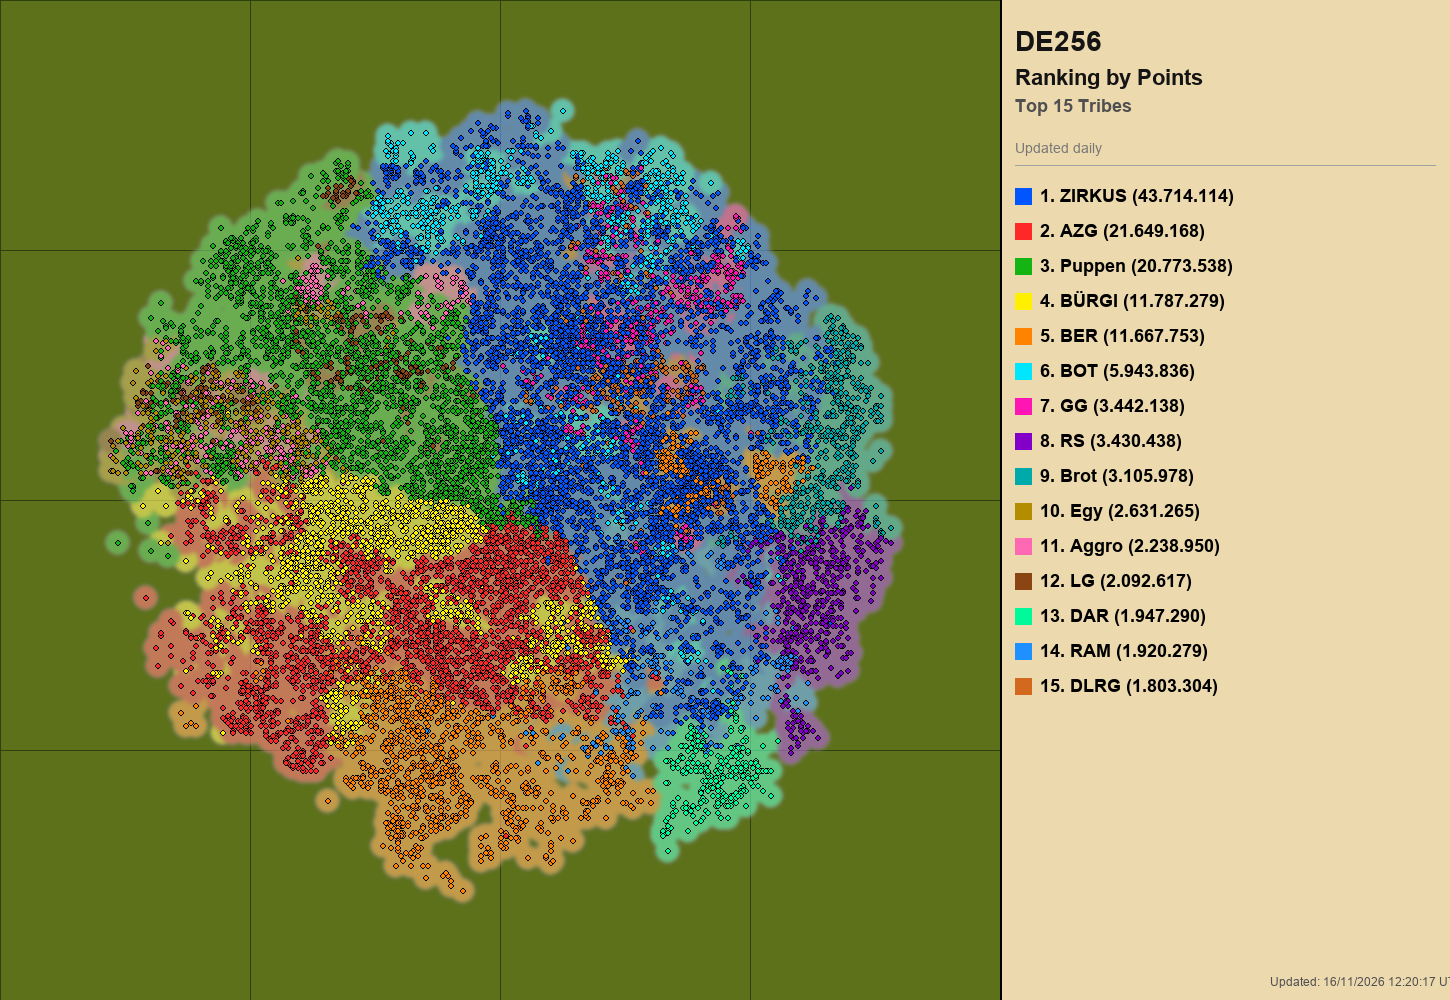 DE256
Ranking by Points
Top 15 Tribes
Updated daily
1. ZIRKUS (43.714.114)
2. AZG (21.649.168)
3. Puppen (20.773.538)
4. BÜRGI (11.787.279)
5. BER (11.667.753)
6. BOT (5.943.836)
7. GG (3.442.138)
8. RS (3.430.438)
9. Brot (3.105.978)
10. Egy (2.631.265)
11. Aggro (2.238.950)
12. LG (2.092.617)
13. DAR (1.947.290)
14. RAM (1.920.279)
15. DLRG (1.803.304)
Updated: 16/11/2026 12:20:17 U